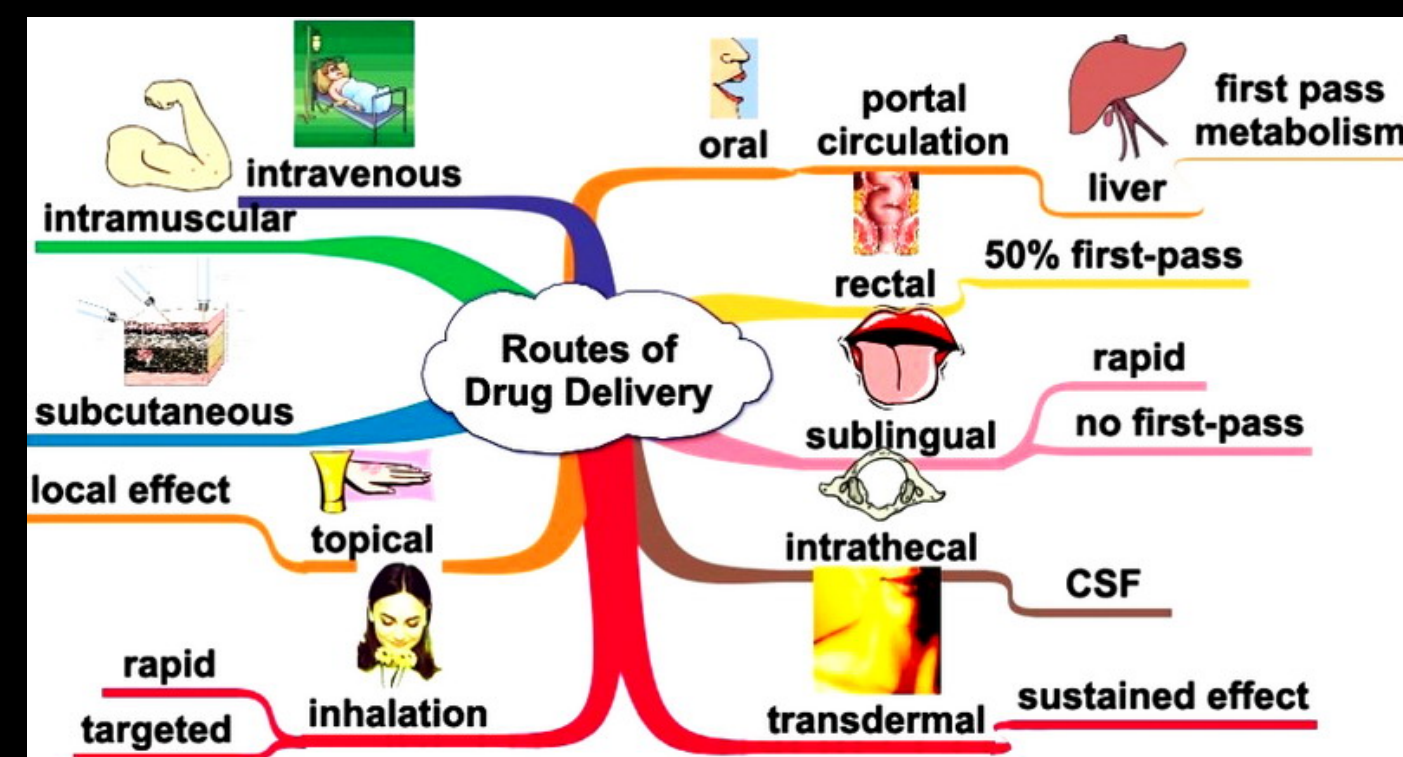 Routes of
Drug Delivery
oral
portal
circulation
liver
first pass
metabolism
rectal
50% first-pass
sublingual
rapid
no first-pass
intrathecal
CSF
transdermal
sustained effect
inhalation
rapid
targeted
topical
local effect
subcutaneous
intramuscular
intravenous